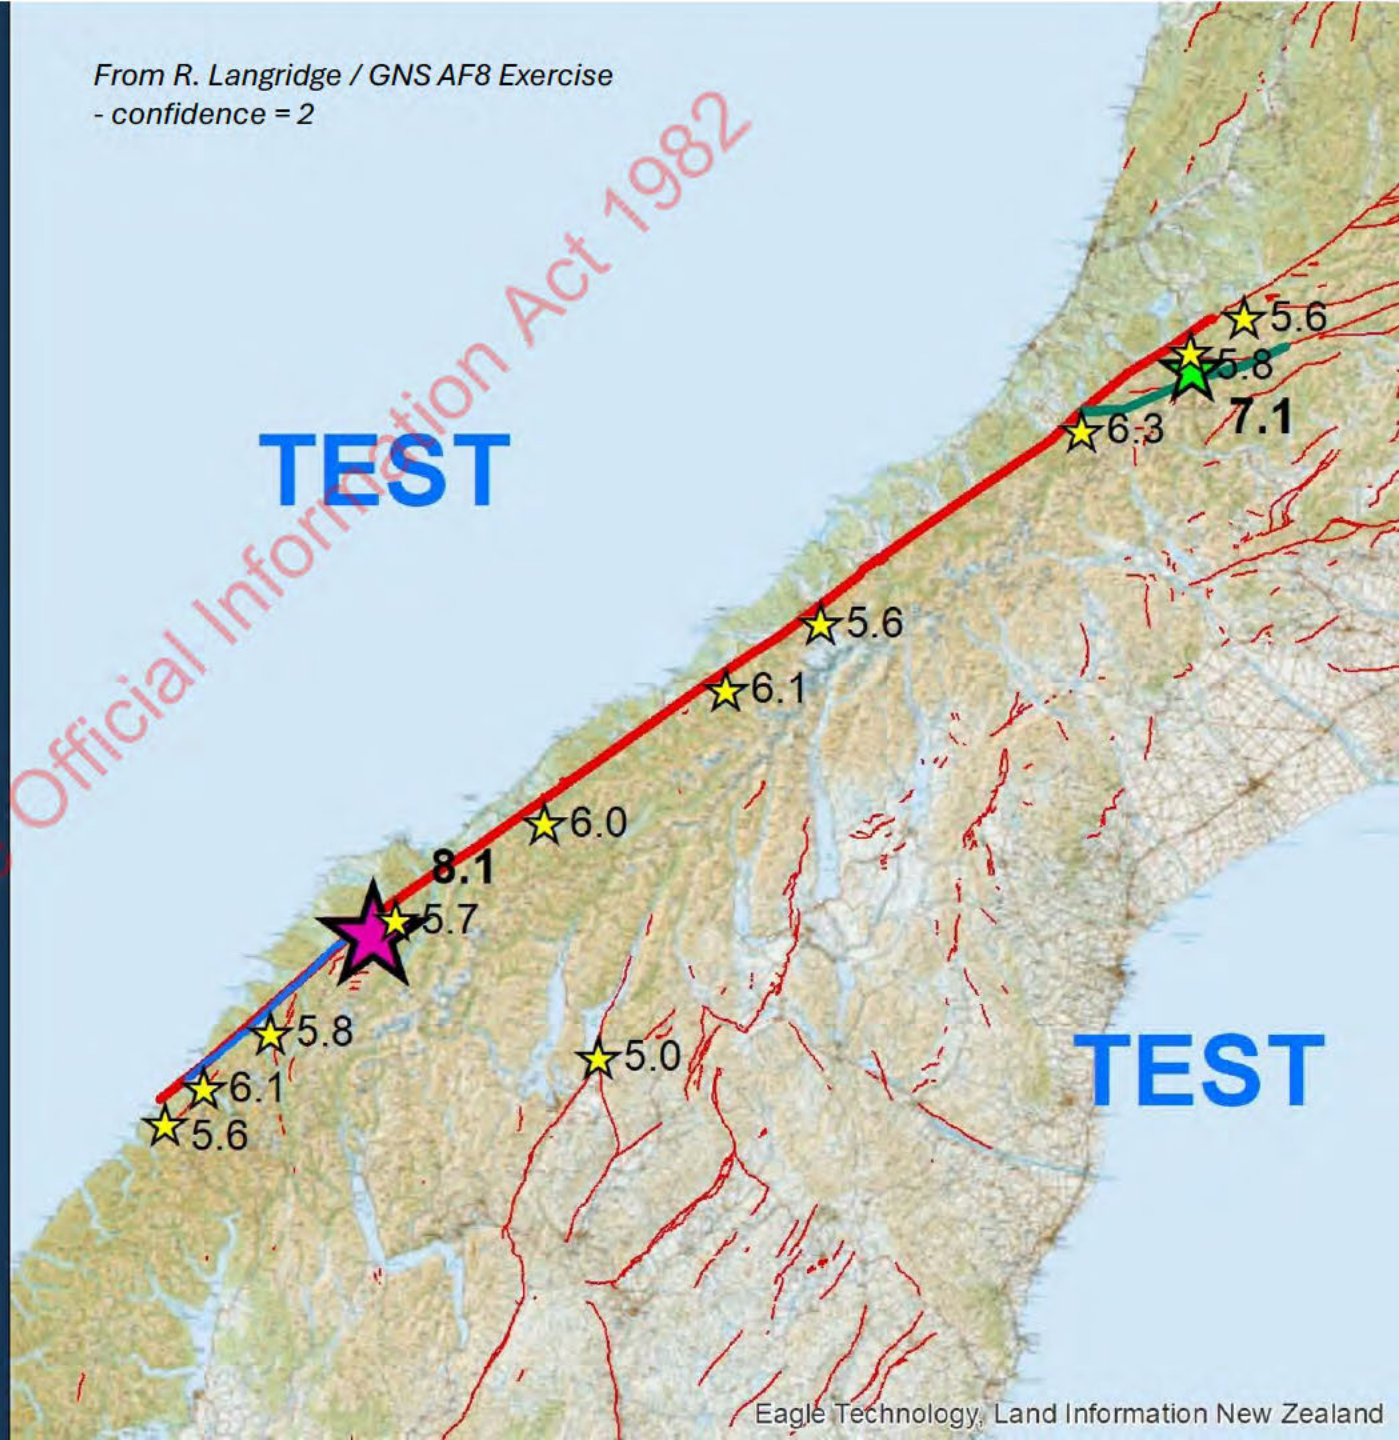 From R. Langridge / GNS AF8 Exercise
- confidence = 2
Official Information Act 1982
TEST
5.6
5.8
7.1
6.3
5.6
6.1
6.0
8.1
5.7
5.8
5.0
6.1
5.6
TEST
Eagle Technology, Land Information New Zealand